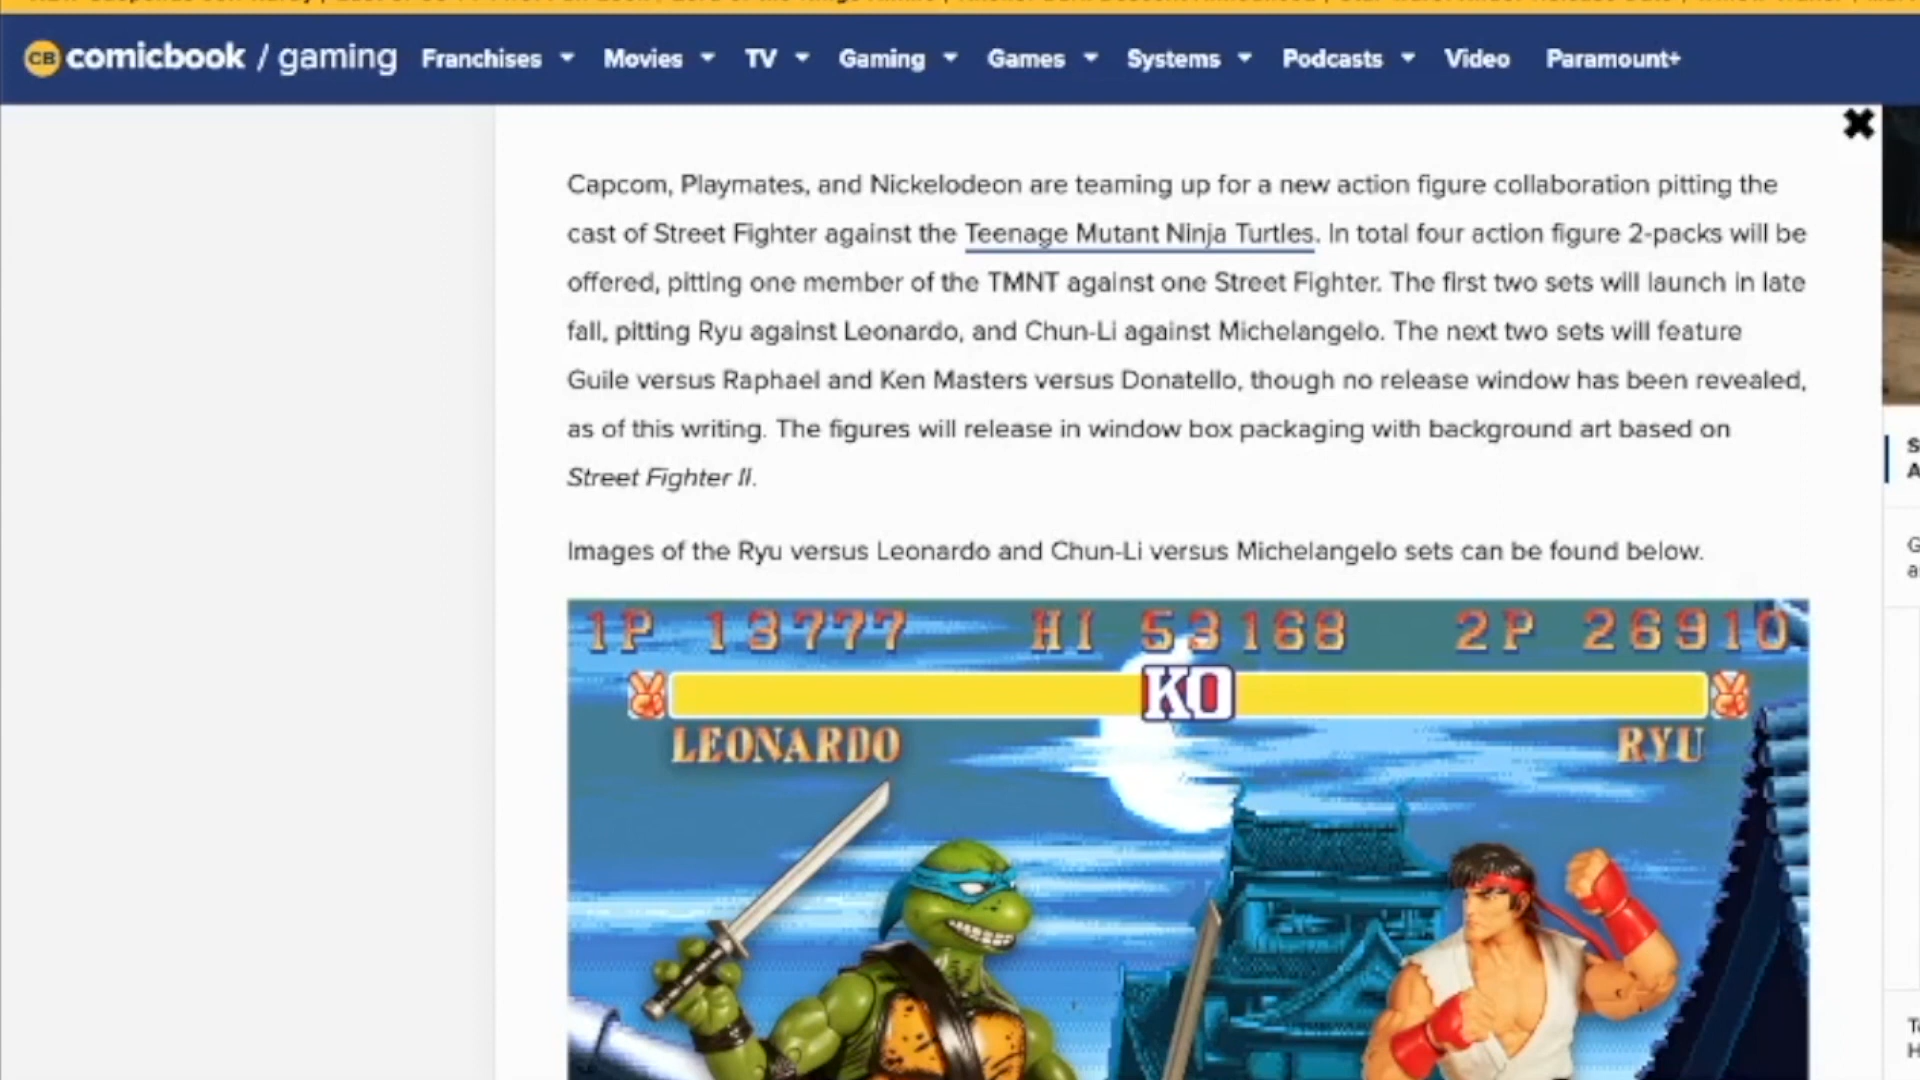 CB comicbook / gaming Franchises Movies TV Gaming Games Systems Podcasts Video Paramount+
Capcom, Playmates, and Nickelodeon are teaming up for a new action figure collaboration pitting the
cast of Street Fighter against the Teenage Mutant Ninja Turtles. In total four action figure 2-packs will be
offered, pitting one member of the TMNT against one Street Fighter. The first two sets will launch in late
fall, pitting Ryu against Leonardo, and Chun-Li against Michelangelo. The next two sets will feature
Guile versus Raphael and Ken Masters versus Donatello, though no release window has been revealed,
as of this writing. The figures will release in window box packaging with background art based on
Street Fighter II.
Images of the Ryu versus Leonardo and Chun-Li versus Michelangelo sets can be found below.
1P 13777 HI 53168 2P 26910
KO
LEONARDO RYU